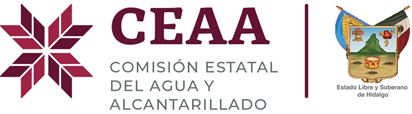 CEAA
COMISIÓN ESTATAL
DEL AGUA Y
ALCANTARILLADO
Estado Libre y Soberano
de Hidalgo